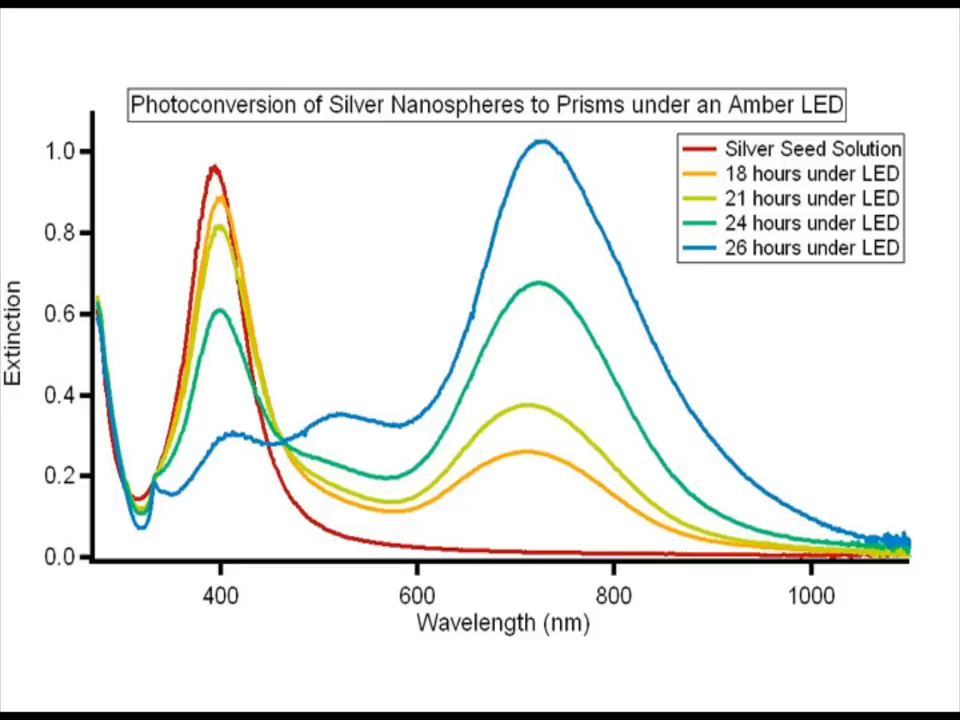 Photoconversion of Silver Nanospheres to Prisms under an Amber LED
Silver Seed Solution
18 hours under LED
21 hours under LED
24 hours under LED
26 hours under LED
Extinction
1.0
0.8
0.6
0.4
0.2
0.0
400 600 800 1000
Wavelength (nm)